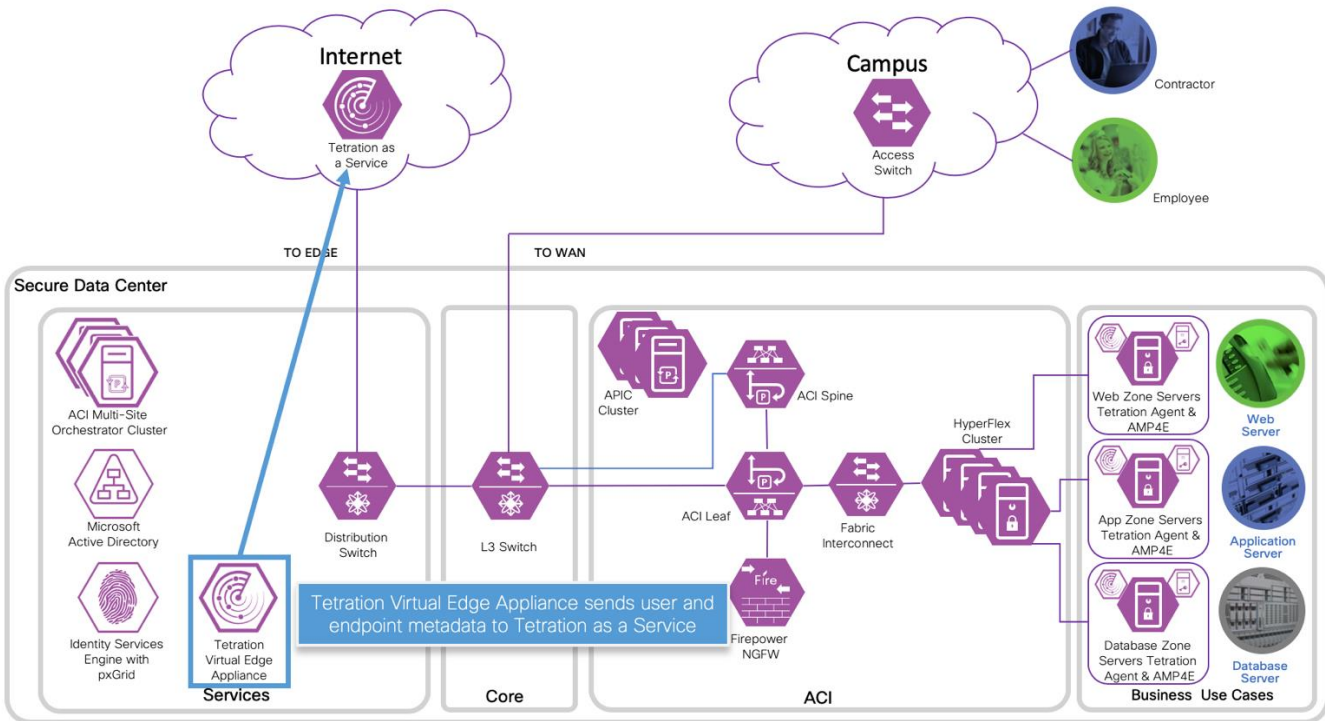 Internet
Tetration as
a Service
Campus
Access
Switch
Contractor
Employee
TO EDGE
TO WAN
Secure Data Center
ACI Multi-Site
Orchestrator Cluster
Microsoft
Active Directory
Identity Services
Engine with
pxGrid
Tetration
Virtual Edge
Appliance
Services
Distribution
Switch
L3 Switch
Core
Tetration Virtual Edge Appliance sends user and
endpoint metadata to Tetration as a Service
P
APIC
Cluster
P
P
ACI Spine
P
ACI Leaf
Fire
Firepower
NGFW
Fabric
Interconnect
HyperFlex
Cluster
ACI
Web Zone Servers
Tetration Agent &
AMP4E
Web
Server
App Zone Servers
Tetration Agent &
AMP4E
Application
Server
Database Zone
Servers Tetration
Agent & AMP4E
Database
Server
Business Use Cases